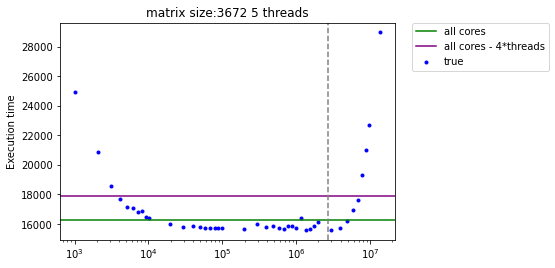 matrix size:3672 5 threads
all cores
all cores - 4*threads
true
Execution time
28000
26000
24000
22000
20000
18000
16000
10³ 10⁴ 10⁵ 10⁶ 10⁷